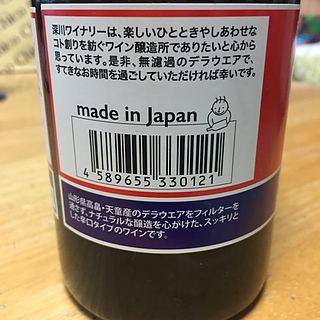 深川ワイナリーは、楽しいひとときやしあわせな
コト創りを紡ぐワイン醸造所でありたいと心から
思っています。是非、無濾過のデラウエアで、
すてきなお時間を過ごしていただければ幸いです。
made in Japan
4 589655 330121
山形県高畠・天童産のデラウエアをフィルターを
通さず、ナチュラルな醸造を心がけた、スッキリと
した辛口タイプのワインです。